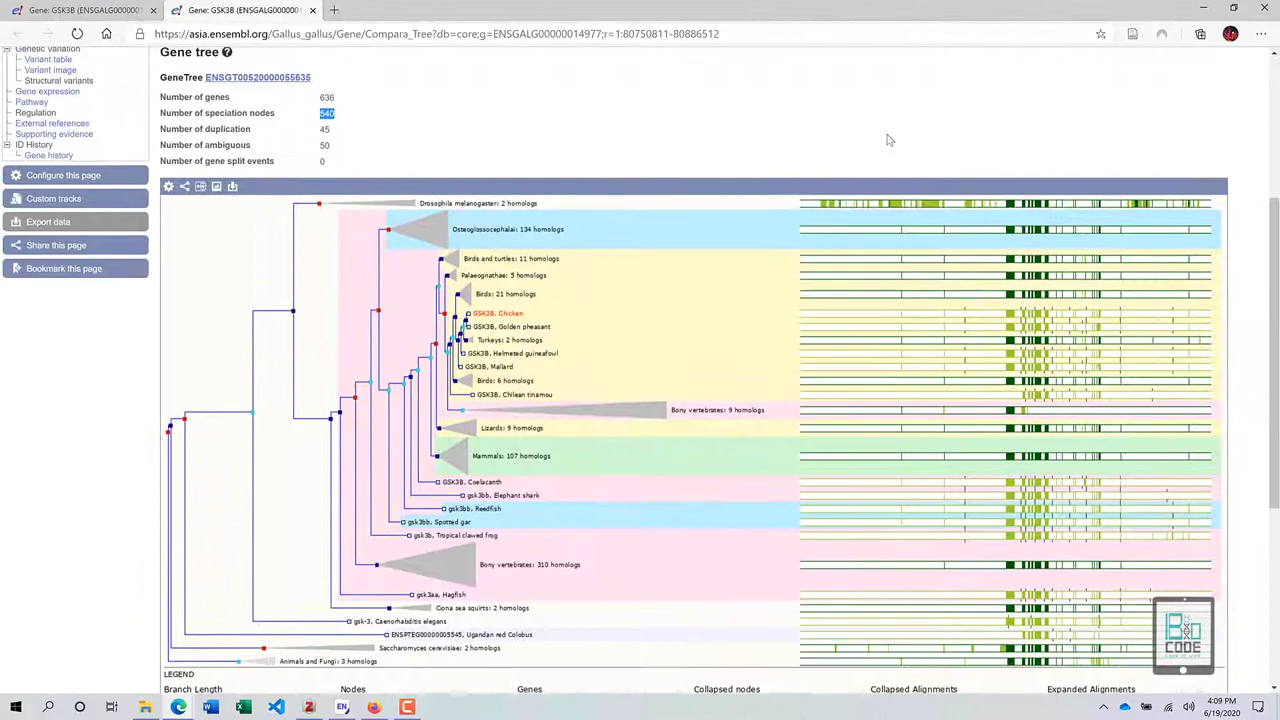 Gene: GSK3B (ENSGALG0000001
Gene: GSK3B (ENSGALG0000001
https://asia.ensembl.org/Gallus_gallus/Gene/Compara_Tree?db=core;g=ENSGALG00000014977;r=1:80750811-80886512
Genetic variation
Variant table
Variant image
Structural variants
Gene expression
Pathway
Regulation
External references
Supporting evidence
ID History
Gene history
Configure this page
Custom tracks
Export data
Share this page
Bookmark this page
Gene tree
GeneTree ENSGT00520000055635
Number of genes 636
Number of speciation nodes 540
Number of duplication 45
Number of ambiguous 50
Number of gene split events 0
Drosophila melanogaster: 2 homologs
Osteoglossocephalai: 134 homologs
Birds and turtles: 11 homologs
Palaeognathae: 5 homologs
Birds: 21 homologs
GSK3B, Chicken
GSK3B, Golden pheasant
Turkeys: 2 homologs
GSK3B, Helmeted guineafowl
GSK3B, Mallard
Birds: 6 homologs
GSK3B, Chilean tinamou
Bony vertebrates: 9 homologs
Lizards: 9 homologs
Mammals: 107 homologs
GSK3B, Coelacanth
gsk3bb, Elephant shark
gsk3bb, Reedfish
gsk3bb, Spotted gar
gsk3b, Tropical clawed frog
Bony vertebrates: 310 homologs
gsk3aa, Hagfish
Ciona sea squirts: 2 homologs
gsk-3, Caenorhabditis elegans
ENSPTEG00000005545, Ugandan red Colobus
Saccharomyces cerevisiae: 2 homologs
Animals and Fungi: 3 homologs
LEGEND
Branch Length Nodes Genes Collapsed nodes Collapsed Alignments Expanded Alignments
BioCODE
4:09 PM
6/19/2020